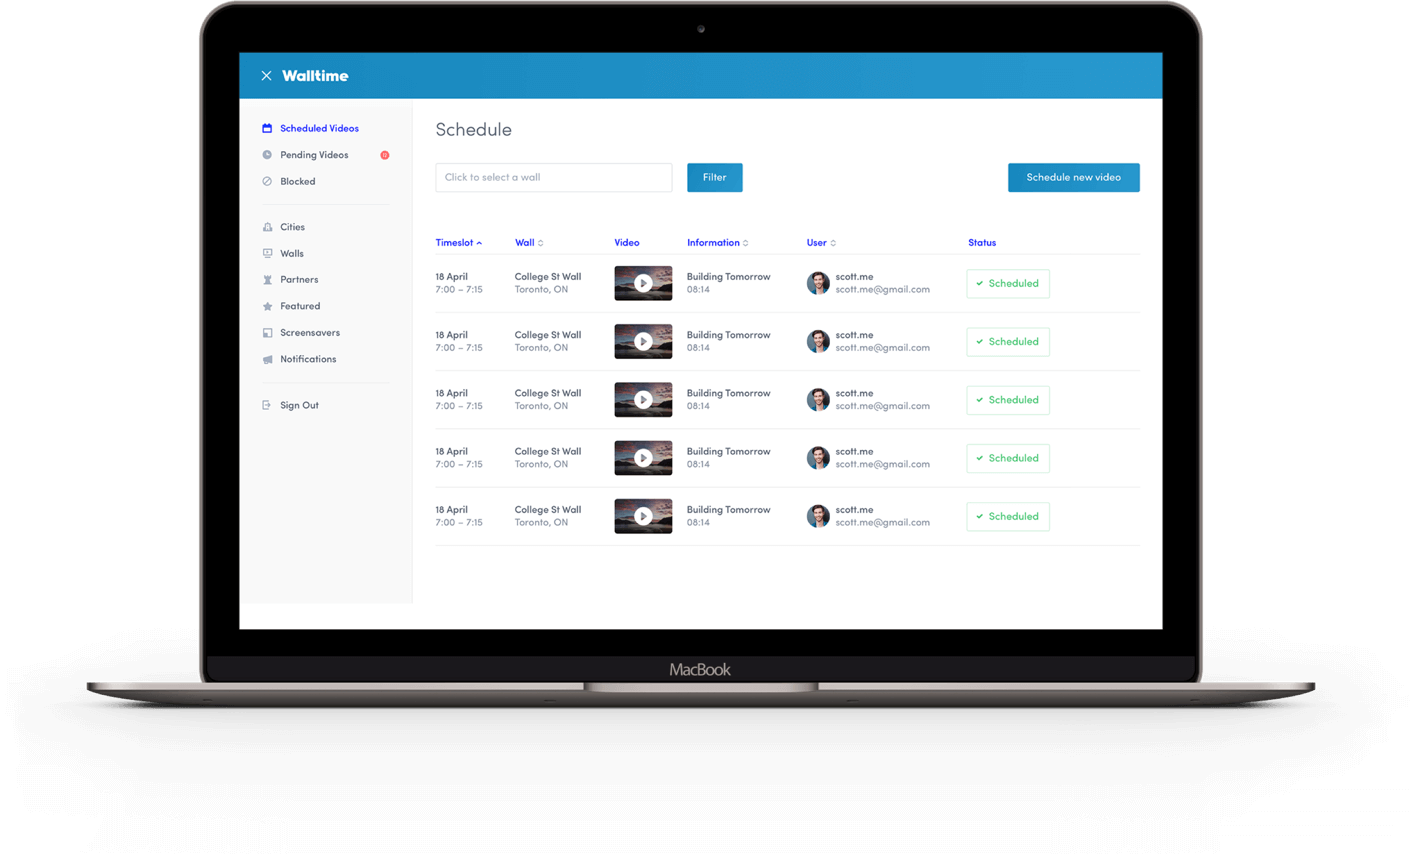 Walltime
Scheduled Videos
Pending Videos
Blocked
Cities
Walls
Partners
Featured
Screensavers
Notifications
Sign Out
Schedule
Click to select a wall
Filter
Schedule new video
Timeslot Wall Video Information User Status
18 April College St Wall Building Tomorrow scott.me
7:00 – 7:15 Toronto, ON 08:14 scott.me@gmail.com
Scheduled
18 April College St Wall Building Tomorrow scott.me
7:00 – 7:15 Toronto, ON 08:14 scott.me@gmail.com
Scheduled
18 April College St Wall Building Tomorrow scott.me
7:00 – 7:15 Toronto, ON 08:14 scott.me@gmail.com
Scheduled
18 April College St Wall Building Tomorrow scott.me
7:00 – 7:15 Toronto, ON 08:14 scott.me@gmail.com
Scheduled
18 April College St Wall Building Tomorrow scott.me
7:00 – 7:15 Toronto, ON 08:14 scott.me@gmail.com
Scheduled
MacBook